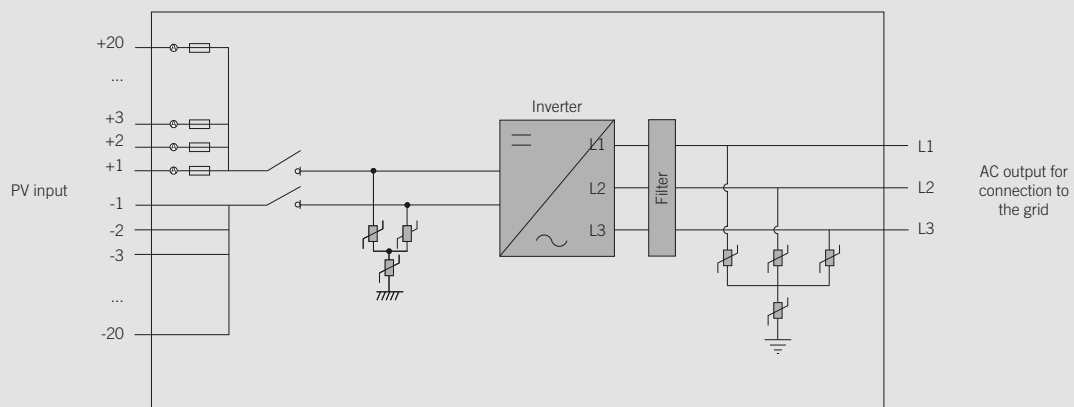 +20
...
+3
+2
+1
PV input
-1
-2
-3
...
-20
Inverter
L1
L2
L3
Filter
L1
L2
L3
AC output for
connection to
the grid